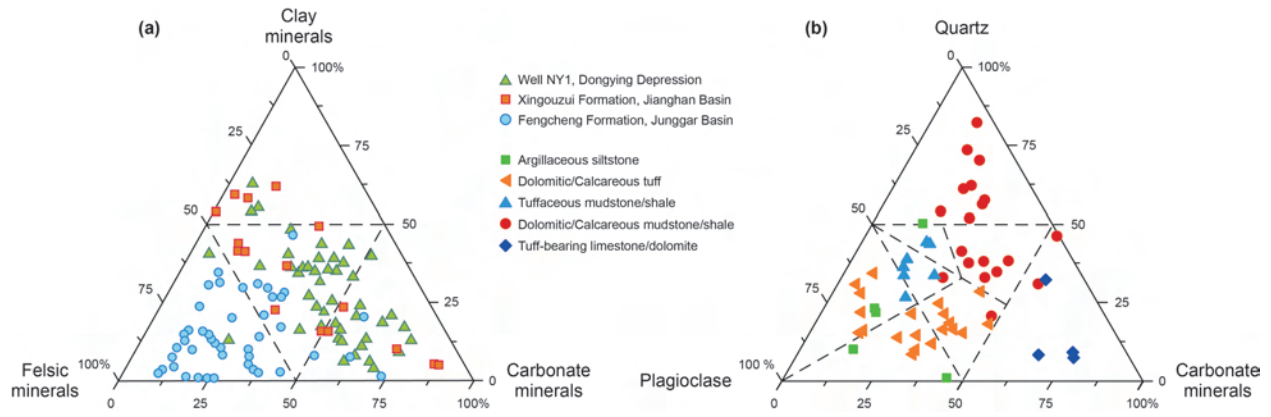 (a)
Clay
minerals
0
100%
25
75
50
50
75
25
100%
0
Felsic
minerals
Carbonate
minerals
0
25
50
75
100%
Well NY1, Dongying Depression
Xingouzui Formation, Jianghan Basin
Fengcheng Formation, Junggar Basin
Argillaceous siltstone
Dolomitic/Calcareous tuff
Tuffaceous mudstone/shale
Dolomitic/Calcareous mudstone/shale
Tuff-bearing limestone/dolomite
(b)
Quartz
0
100%
25
75
50
50
75
25
100%
0
Plagioclase
Carbonate
minerals
0
25
50
75
100%